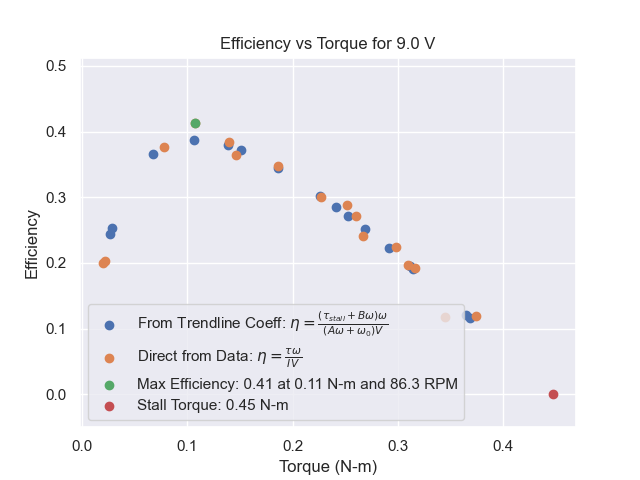 Efficiency vs Torque for 9.0 V
0.5
0.4
0.3
0.2
0.1
0.0
Efficiency
From Trendline Coeff: η = (τ_stall + Bω)ω / (Aω + ω₀)V
Direct from Data: η = τω / IV
Max Efficiency: 0.41 at 0.11 N-m and 86.3 RPM
Stall Torque: 0.45 N-m
0.0 0.1 0.2 0.3 0.4
Torque (N-m)